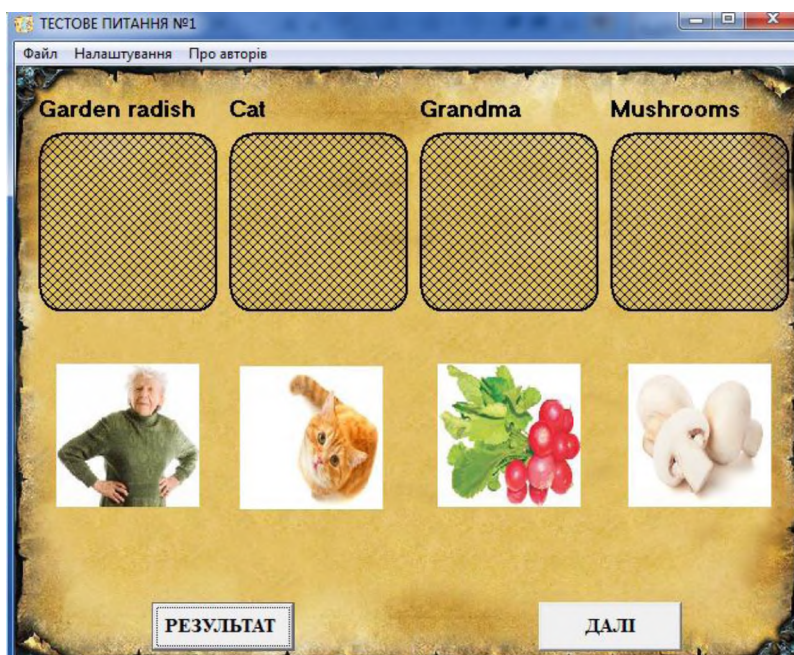 ТЕСТОВЕ ПИТАННЯ №1
Файл Налаштування Про авторів
Garden radish Cat Grandma Mushrooms
РЕЗУЛЬТАТ ДАЛІ